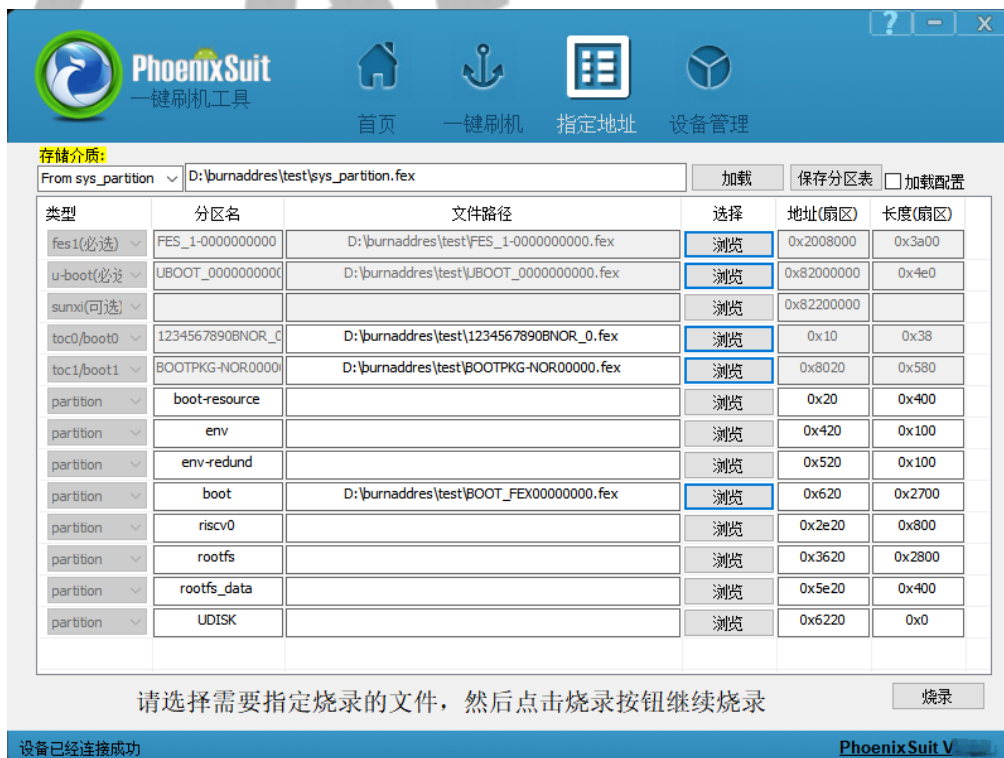 ? - X
PhoenixSuit
一键刷机工具
首页 一键刷机 指定地址 设备管理
存储介质:
From sys_partition D:\burnaddres\test\sys_partition.fex 加载 保存分区表 加载配置
类型 分区名 文件路径 选择 地址(扇区) 长度(扇区)
fes1(必选) FES_1-0000000000 D:\burnaddres\test\FES_1-0000000000.fex 浏览 0x2008000 0x3a00
u-boot(必选 UBOOT_0000000000 D:\burnaddres\test\UBOOT_0000000000.fex 浏览 0x82000000 0x4e0
sunxi(可选) 浏览 0x82200000
toc0/boot0 1234567890BNOR_0 D:\burnaddres\test\1234567890BNOR_0.fex 浏览 0x10 0x38
toc1/boot1 BOOTPKG-NOR00000 D:\burnaddres\test\BOOTPKG-NOR00000.fex 浏览 0x8020 0x580
partition boot-resource 浏览 0x20 0x400
partition env 浏览 0x420 0x100
partition env-redund 浏览 0x520 0x100
partition boot D:\burnaddres\test\BOOT_FEX00000000.fex 浏览 0x620 0x2700
partition riscv0 浏览 0x2e20 0x800
partition rootfs 浏览 0x3620 0x2800
partition rootfs_data 浏览 0x5e20 0x400
partition UDISK 浏览 0x6220 0x0
请选择需要指定烧录的文件，然后点击烧录按钮继续烧录 烧录
设备已经连接成功 PhoenixSuit V